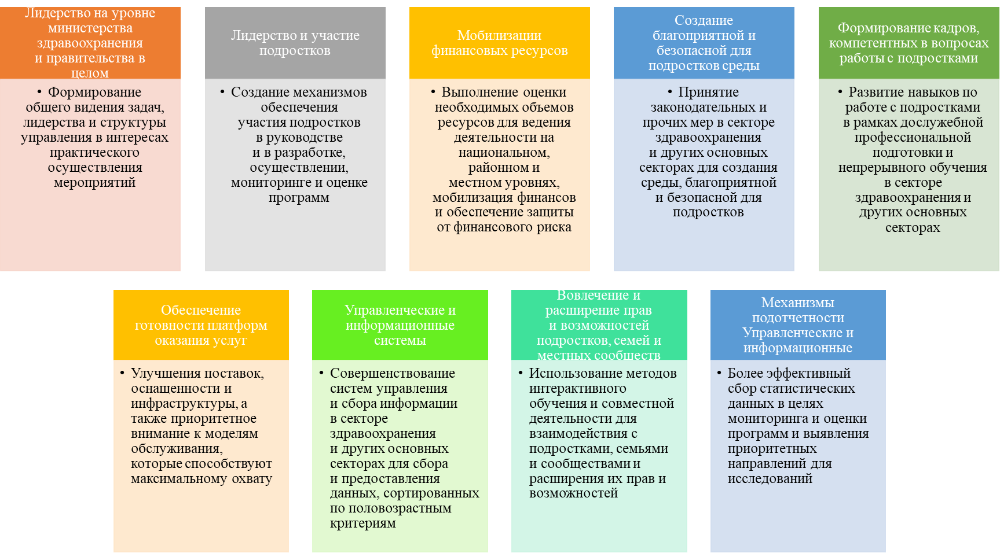 Лидерство на уровне
министерства
здравоохранения
и правительства в
целом
• Формирование
общего видения задач,
лидерства и структуры
управления в интересах
практического
осуществления
мероприятий
Лидерство и участие
подростков
• Создание механизмов
обеспечения
участия подростков
в руководстве
и в разработке,
осуществлении,
мониторинге и оценке
программ
Мобилизации
финансовых ресурсов
• Выполнение оценки
необходимых объемов
ресурсов для ведения
деятельности на
национальном,
районном и
местном уровнях,
мобилизация финансов
и обеспечение защиты
от финансового риска
Создание
благоприятной и
безопасной для
подростков среды
• Принятие
законодательных и
прочих мер в секторе
здравоохранения
и других основных
секторах для создания
среды, благоприятной
и безопасной для
подростков
Формирование кадров,
компетентных в вопросах
работы с подростками
• Развитие навыков по
работе с подростками
в рамках дослужебной
профессиональной
подготовки и
непрерывного обучения
в секторе
здравоохранения и
других основных
секторах
Обеспечение
готовности платформ
оказания услуг
• Улучшения поставок,
оснащенности и
инфраструктуры, а
также приоритетное
внимание к моделям
обслуживания,
которые способствуют
максимальному охвату
Управленческие и
информационные
системы
• Совершенствование
систем управления
и сбора информации
в секторе
здравоохранения
и других основных
секторах для сбора
и предоставления
данных, сортированных
по половозрастным
критериям
Вовлечение и
расширение прав
и возможностей
подростков, семей и
местных сообществ
• Использование методов
интерактивного
обучения и совместной
деятельности для
взаимодействия с
подростками, семьями
и сообществами и
расширения их прав и
возможностей
Механизмы
подотчетности
Управленческие и
информационные
• Более эффективный
сбор статистических
данных в целях
мониторинга и оценки
программ и выявления
приоритетных
направлений для
исследований